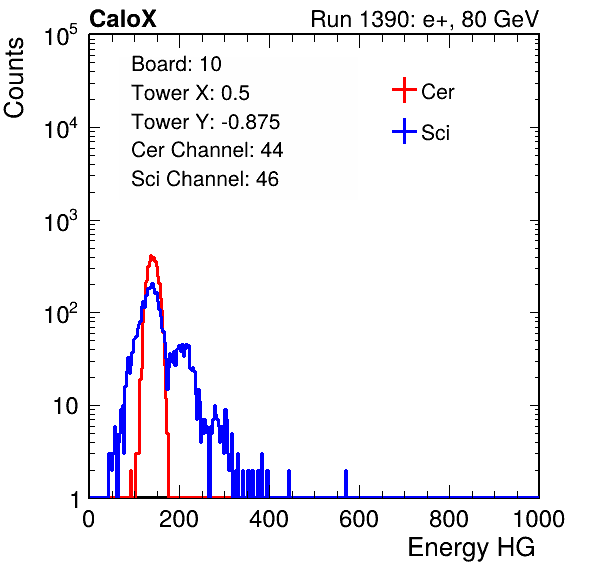 CaloX Run 1390: e+, 80 GeV
Board: 10
Tower X: 0.5
Tower Y: -0.875
Cer Channel: 44
Sci Channel: 46
Cer
Sci
Counts
10^5
10^4
10^3
10^2
10
1
0 200 400 600 800 1000
Energy HG